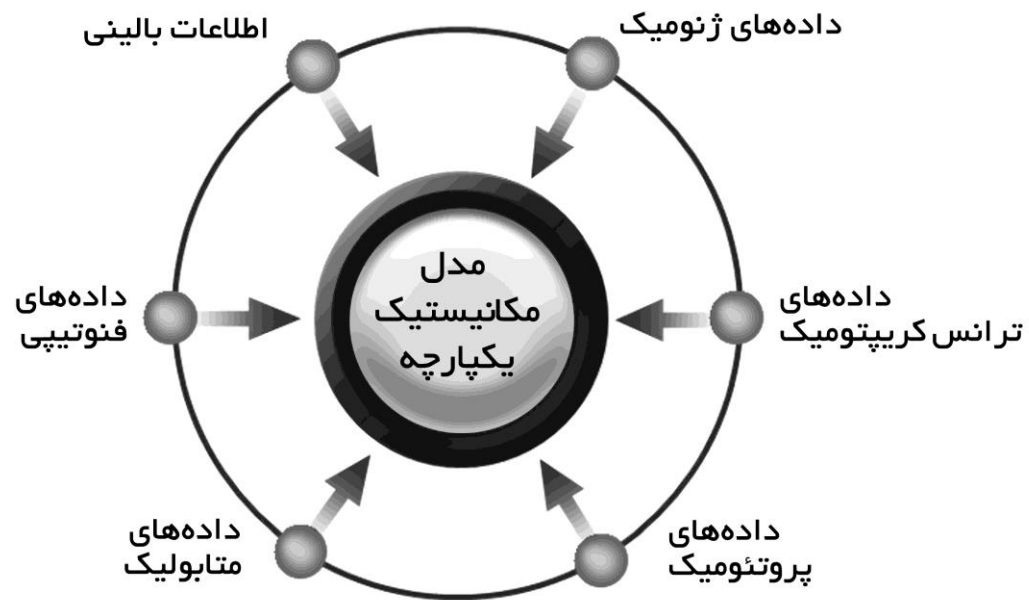 داده‌های ژنومیک
اطلاعات بالینی
مدل
مکانیستیک
یکپارچه
داده‌های
ترانس کریپتومیک
داده‌های
فنوتیپی
داده‌های
پروتئومیک
داده‌های
متابولیک